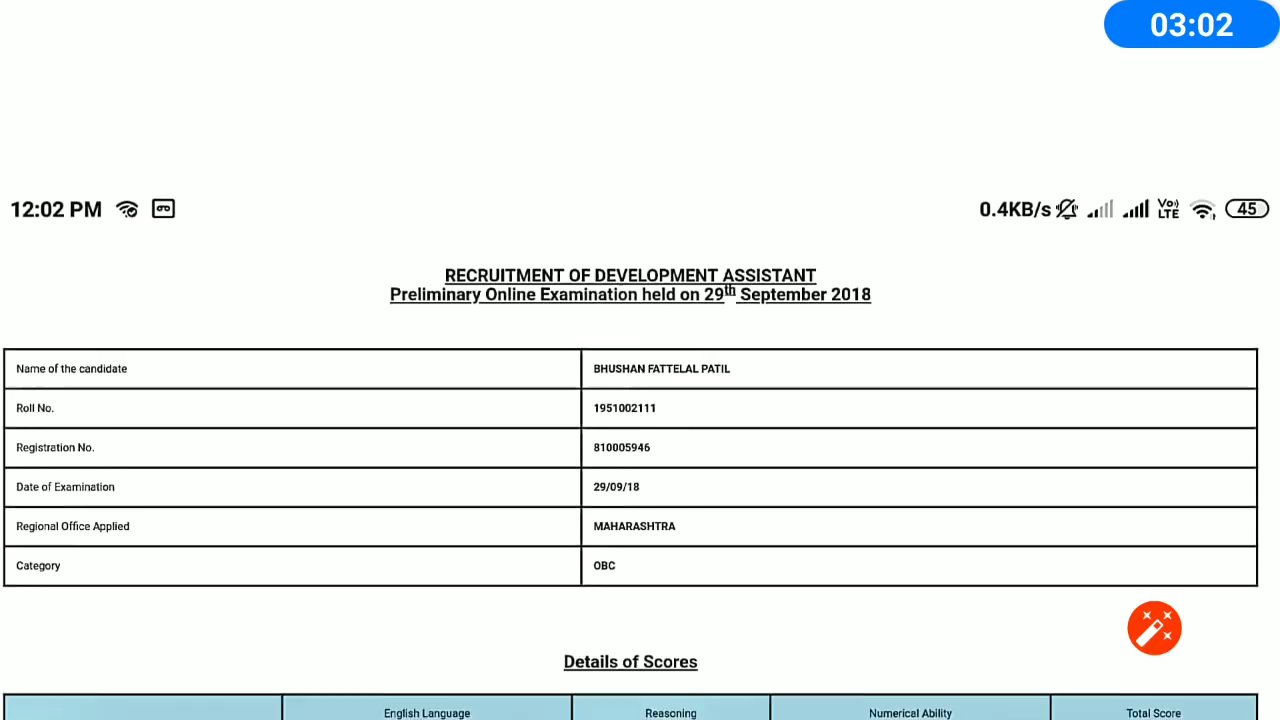 03:02
12:02 PM 0.4KB/s Vo) LTE 45
RECRUITMENT OF DEVELOPMENT ASSISTANT
Preliminary Online Examination held on 29th September 2018
Name of the candidate BHUSHAN FATTELAL PATIL
Roll No. 1951002111
Registration No. 810005946
Date of Examination 29/09/18
Regional Office Applied MAHARASHTRA
Category OBC
Details of Scores
English Language Reasoning Numerical Ability Total Score